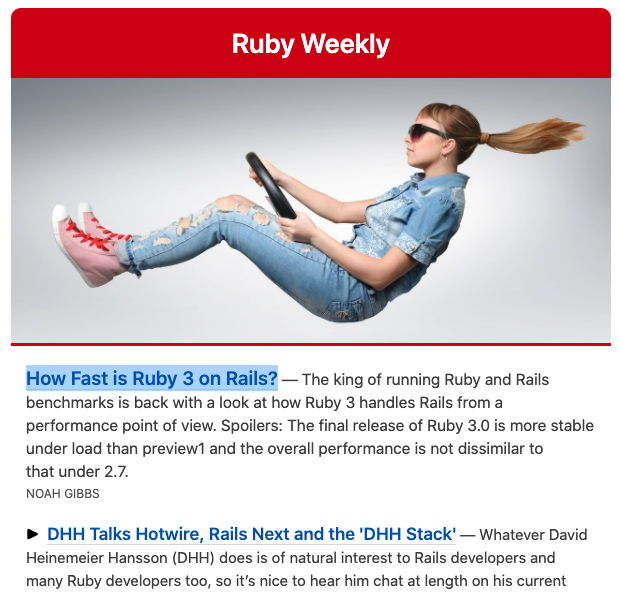 Ruby Weekly
How Fast is Ruby 3 on Rails? — The king of running Ruby and Rails
benchmarks is back with a look at how Ruby 3 handles Rails from a
performance point of view. Spoilers: The final release of Ruby 3.0 is more stable
under load than preview1 and the overall performance is not dissimilar to
that under 2.7.
NOAH GIBBS
▶ DHH Talks Hotwire, Rails Next and the 'DHH Stack' — Whatever David
Heinemeier Hansson (DHH) does is of natural interest to Rails developers and
many Ruby developers too, so it’s nice to hear him chat at length on his current